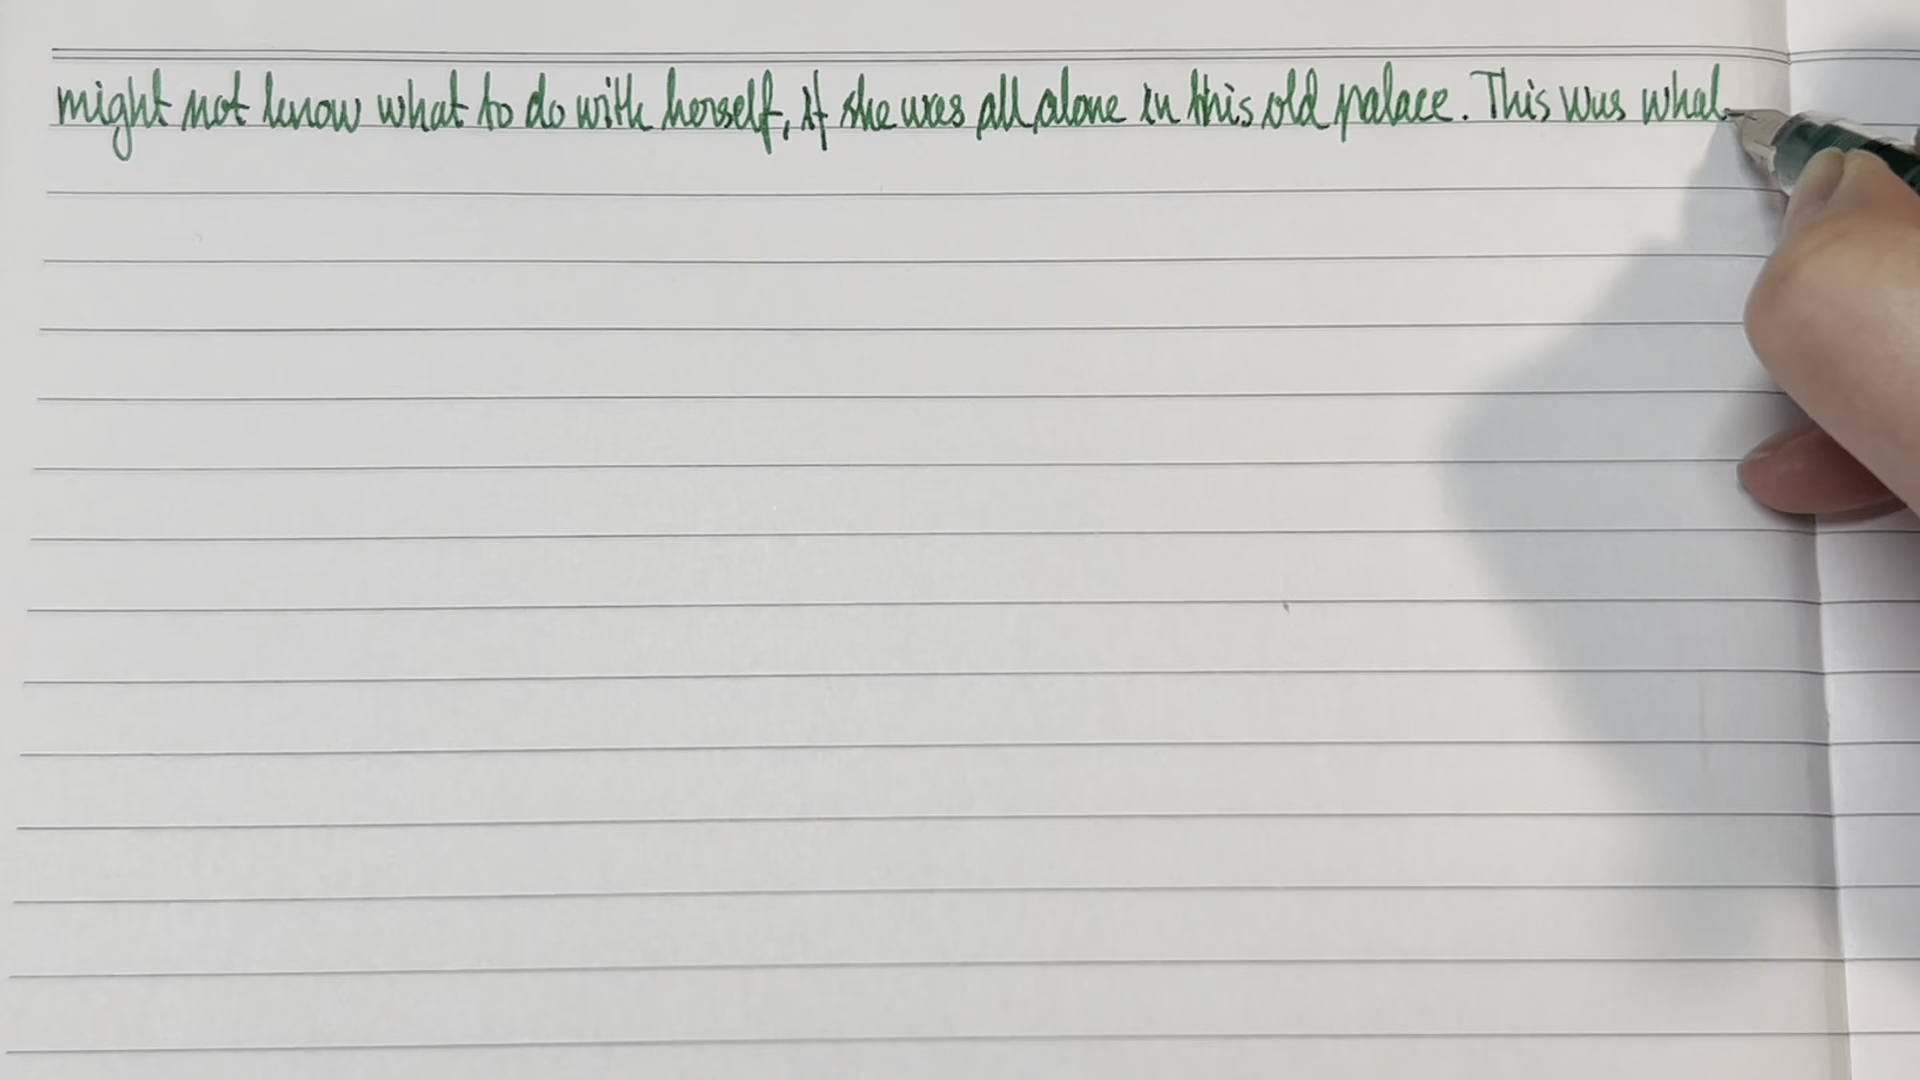 might not know what to do with herself, if she was all alone in this old palace. This was what